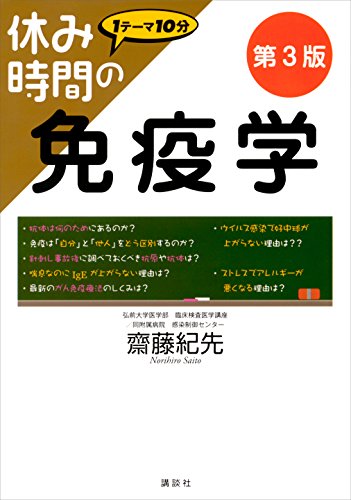 休み
時間の
1テーマ10分
第3版
免疫学
・抗体は何のためにあるのか?
・免疫は「自分」と「他人」をどう区別するのか?
・針刺し事故後に調べておくべき抗原や抗体は?
・喘息なのにIgEが上がらない理由は?
・最新のがん免疫療法のしくみは?
・ウイルス感染で好中球が
上がらない理由は??
・ストレスでアレルギーが
悪くなる理由は?
弘前大学医学部 臨床検査医学講座
/同附属病院 感染制御センター
齋藤紀先
Norihiro Saito
講談社